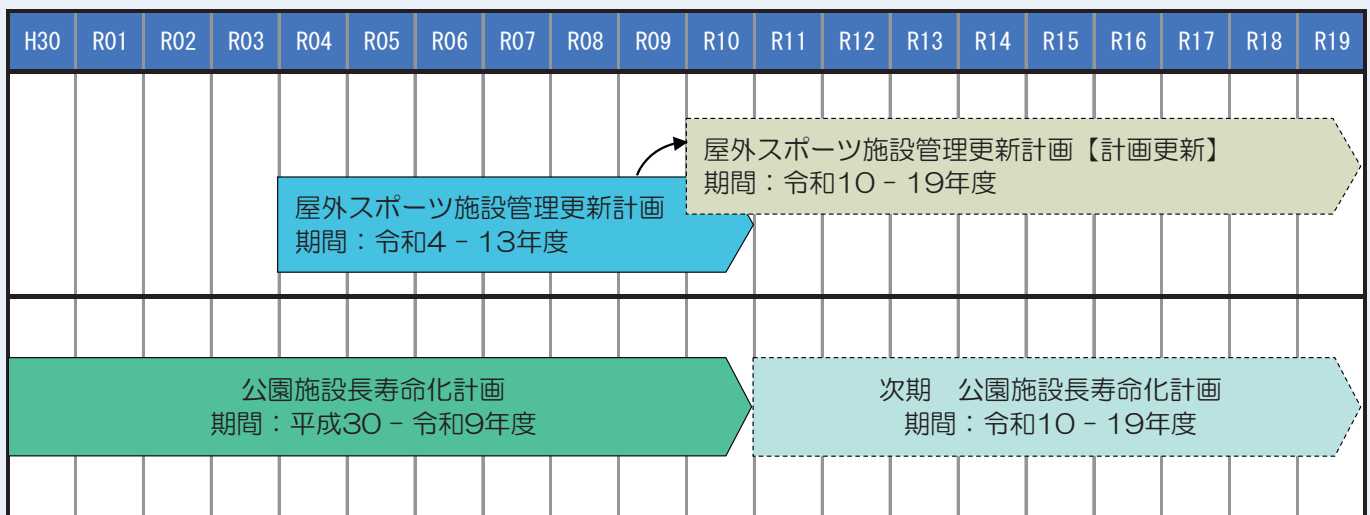 H30 R01 R02 R03 R04 R05 R06 R07 R08 R09 R10 R11 R12 R13 R14 R15 R16 R17 R18 R19
屋外スポーツ施設管理更新計画【計画更新】
期間：令和10－19年度
屋外スポーツ施設管理更新計画
期間：令和4－13年度
公園施設長寿命化計画
期間：平成30－令和9年度
次期　公園施設長寿命化計画
期間：令和10－19年度